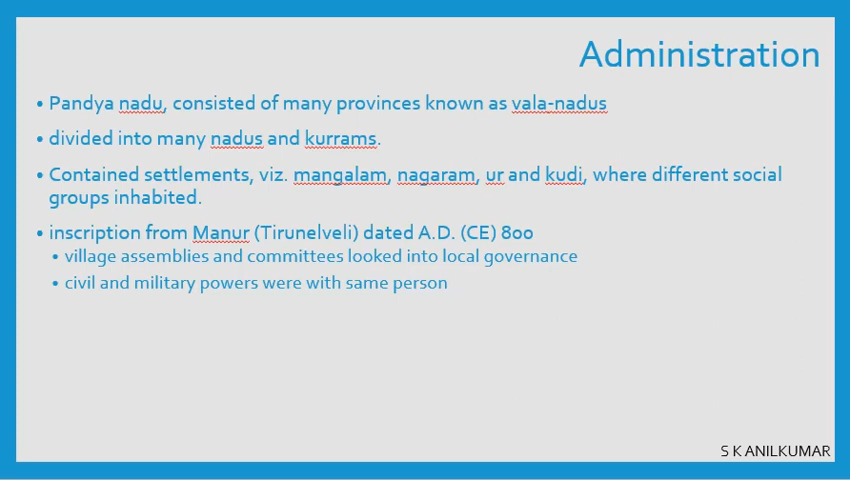 Administration
• Pandya nadu, consisted of many provinces known as vala-nadus
• divided into many nadus and kurrams.
• Contained settlements, viz. mangalam, nagaram, ur and kudi, where different social
groups inhabited.
• inscription from Manur (Tirunelveli) dated A.D. (CE) 800
• village assemblies and committees looked into local governance
• civil and military powers were with same person
S K ANILKUMAR